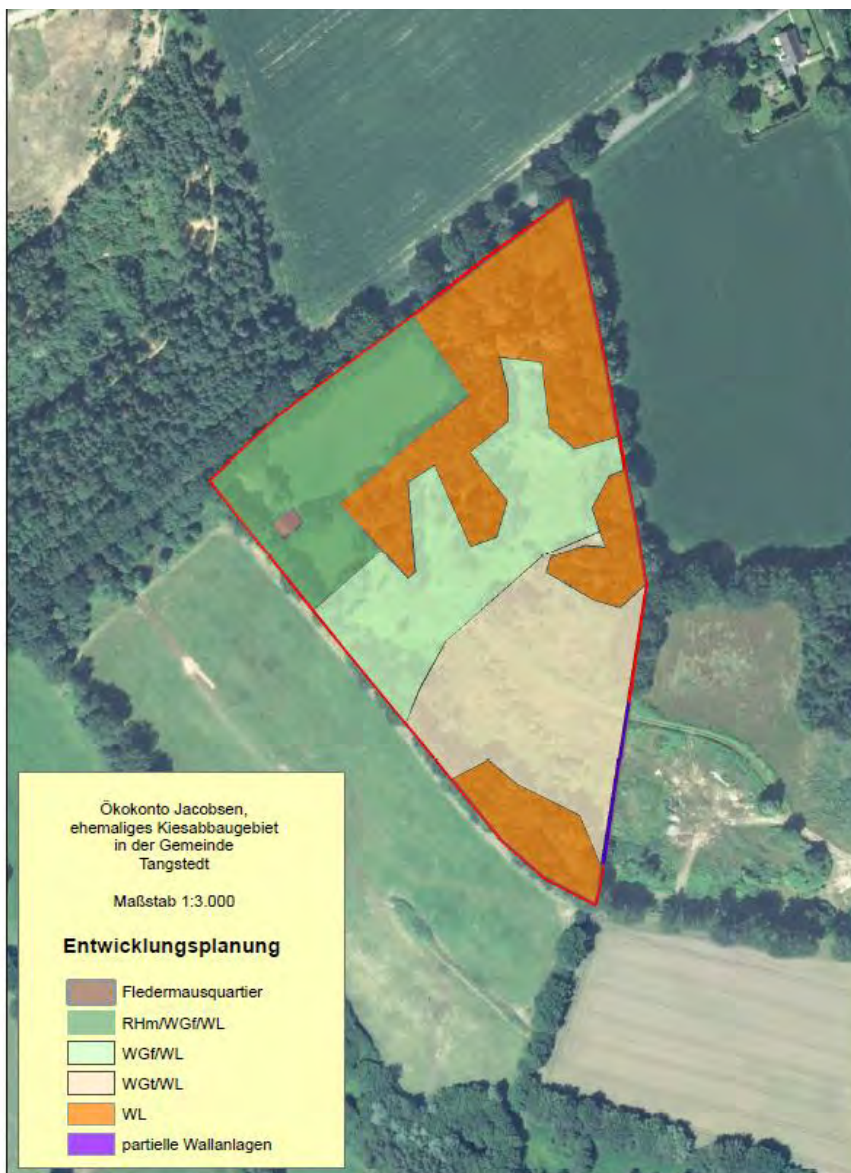 Ökokonto Jacobsen,
ehemaliges Kiesabbaugebiet
in der Gemeinde
Tangstedt
Maßstab 1:3.000
Entwicklungsplanung
Fledermausquartier
RHm/WGf/WL
WGf/WL
WGt/WL
WL
partielle Wallanlagen